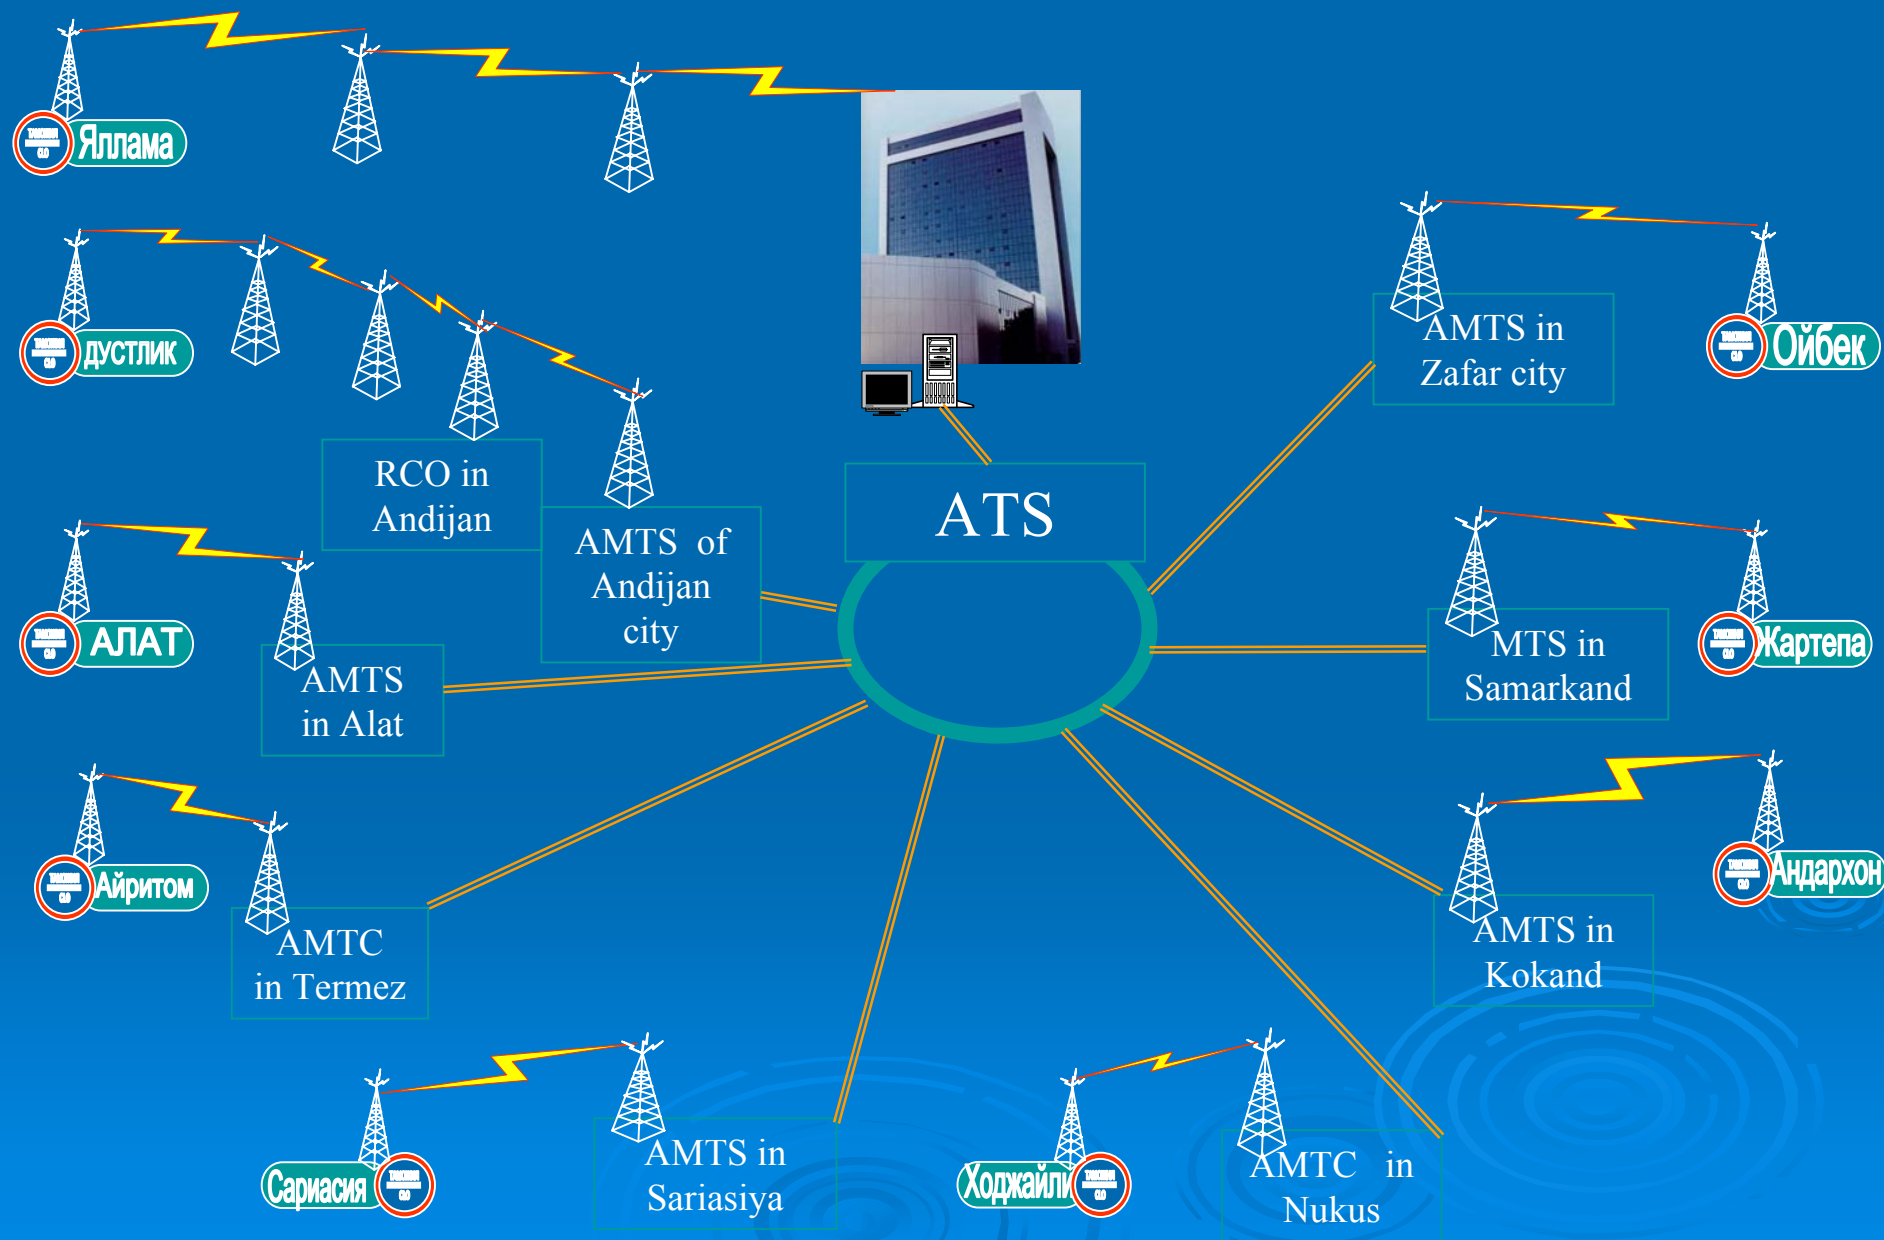 Яллама
ДУСТЛИК
RCO in
Andijan
AMTS of
Andijan
city
ATS
AMTS in
Zafar city
Ойбек
АЛАТ
AMTS
in Alat
MTS in
Samarkand
Жартепа
Айритом
AMTC
in Termez
AMTS in
Kokand
Андархон
Сариасия
AMTS in
Sariasiya
Ходжайли
AMTC in
Nukus